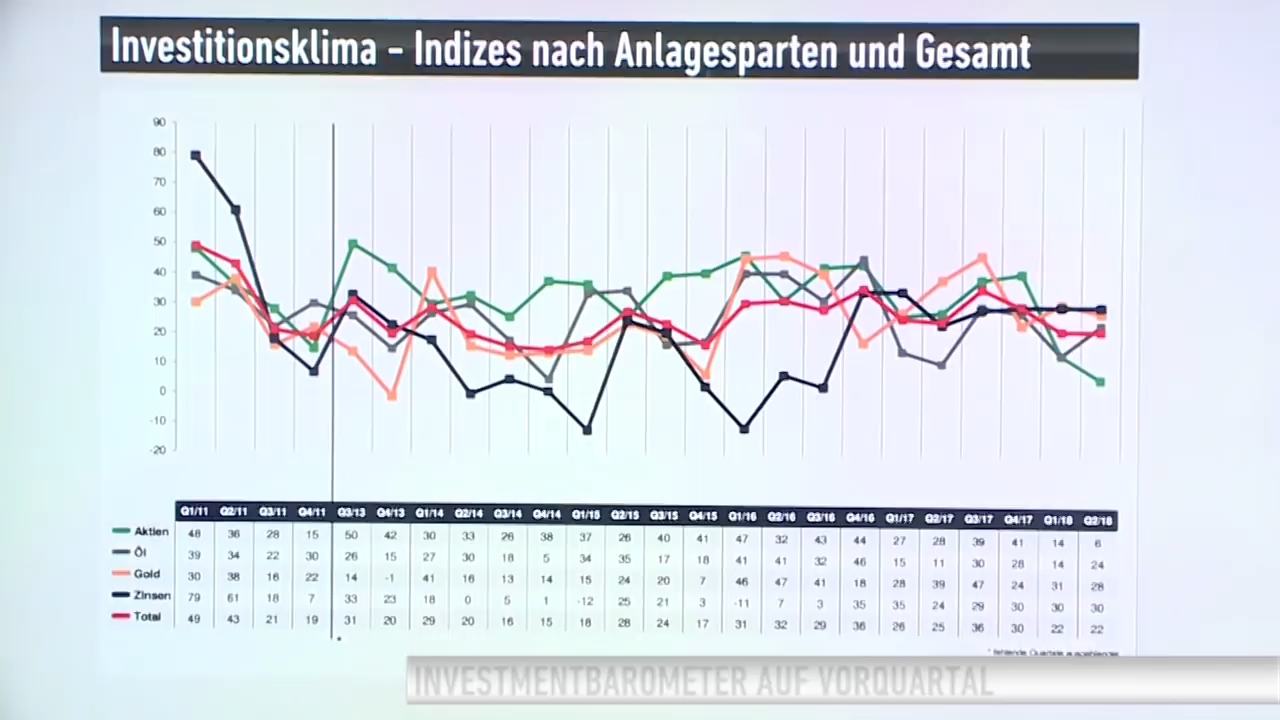 Investitionsklima - Indizes nach Anlagesparten und Gesamt
90
80
70
60
50
40
30
20
10
0
-10
-20
Q1/11 Q2/11 Q3/11 Q4/11 Q3/13 Q4/13 Q1/14 Q2/14 Q3/14 Q4/14 Q1/15 Q2/15 Q3/15 Q4/15 Q1/16 Q2/16 Q3/16 Q4/16 Q1/17 Q2/17 Q3/17 Q4/17 Q1/18 Q2/18
Aktien 48 36 28 15 50 42 30 33 26 38 37 26 40 41 47 32 43 44 27 28 39 41 14 6
Öl 39 34 22 30 26 15 27 30 18 5 34 35 17 18 41 41 32 46 15 11 30 28 14 24
Gold 30 38 16 22 14 -1 41 16 13 14 15 24 20 7 46 47 41 18 28 39 47 24 31 28
Zinsen 79 61 18 7 33 23 18 0 5 1 -12 25 21 3 -11 7 3 35 35 24 29 30 30 30
Total 49 43 21 19 31 20 29 20 16 15 18 28 24 17 31 32 29 36 26 25 36 30 22 22
*
* fehlende Quartale ausgeblendet
INVESTMENTBAROMETER AUF VORQUARTAL